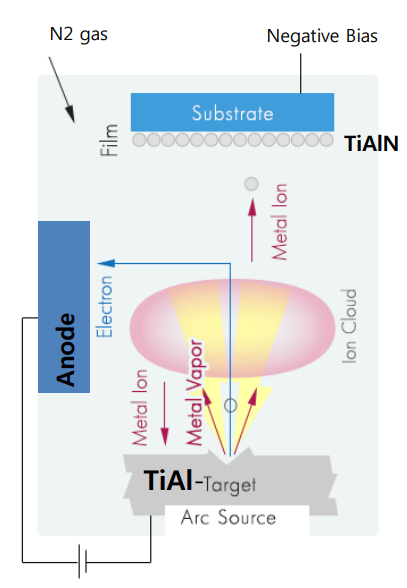 N2 gas
Negative Bias
Substrate
Film
TiAlN
Metal Ion
Electron
Anode
Ion Cloud
Metal Ion
Metal Vapor
TiAl-Target
Arc Source